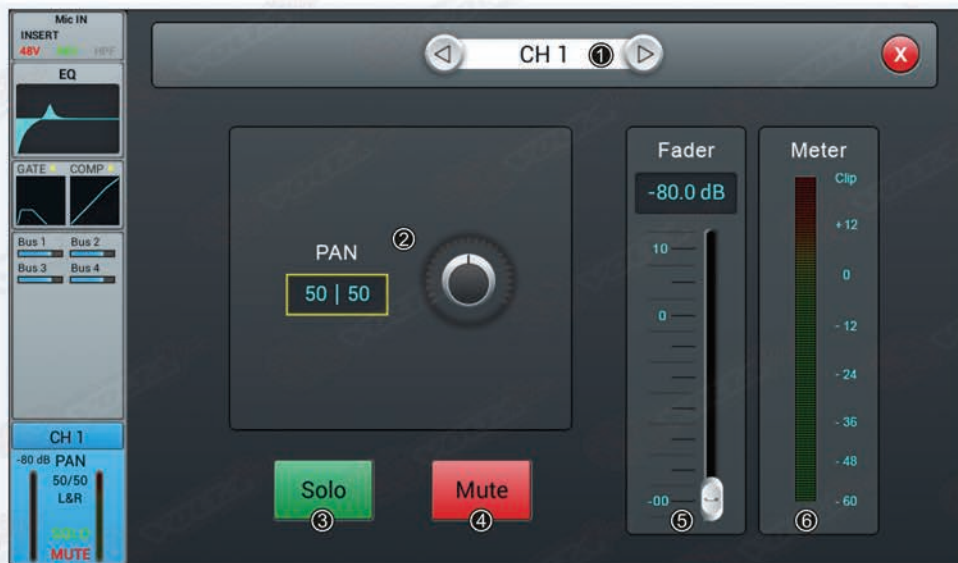 Mic IN
INSERT
48V HPF
EQ
GATE COMP
Bus 1 Bus 2
Bus 3 Bus 4
CH 1
-80 dB PAN
50/50
L&R
MUTE
CH 1 ①
X
PAN ②
50 | 50
Solo
③
Mute
④
Fader
-80.0 dB
10
0
-00
⑤
Meter
Clip
+12
0
- 12
- 24
- 36
- 48
- 60
⑥